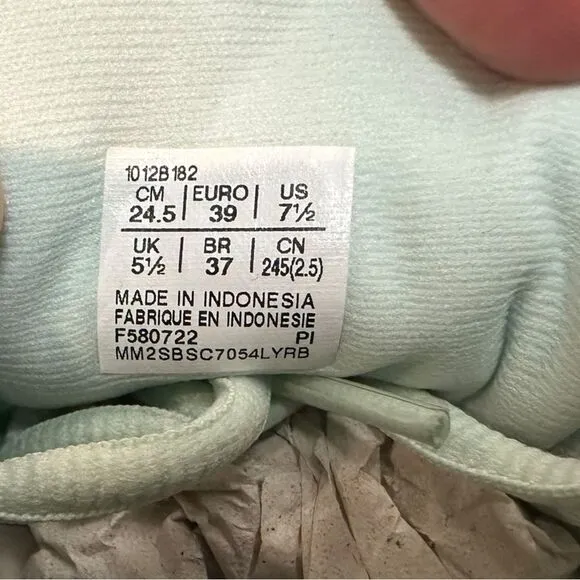 1012B182
CM | EURO | US
24.5 | 39 | 7½
UK | BR | CN
5½ | 37 | 245(2.5)
MADE IN INDONESIA
FABRIQUE EN INDONESIE
F580722 PI
MM2SBSC7054LYRB